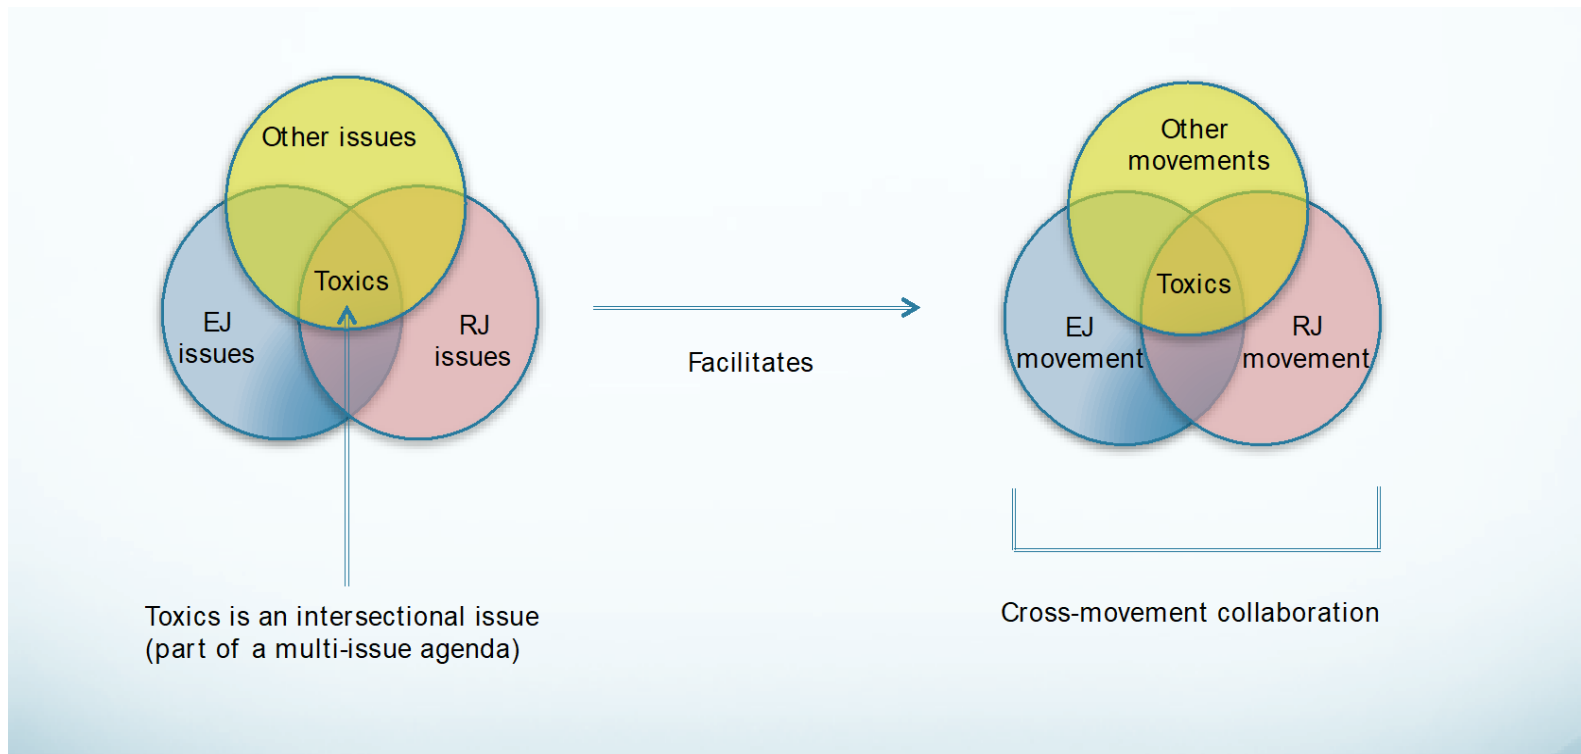 Other issues
Toxics
EJ
issues
RJ
issues
Toxics is an intersectional issue
(part of a multi-issue agenda)
Facilitates
Other
movements
Toxics
EJ
movement
RJ
movement
Cross-movement collaboration